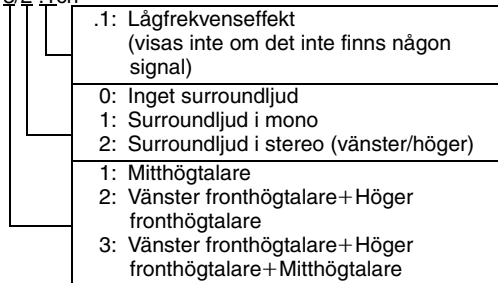 .1: Lågfrekvenseffekt
(visas inte om det inte finns någon
signal)
0: Inget surroundljud
1: Surroundljud i mono
2: Surroundljud i stereo (vänster/höger)
1: Mitthögtalare
2: Vänster fronthögtalare+Höger
fronthögtalare
3: Vänster fronthögtalare+Höger
fronthögtalare+Mitthögtalare